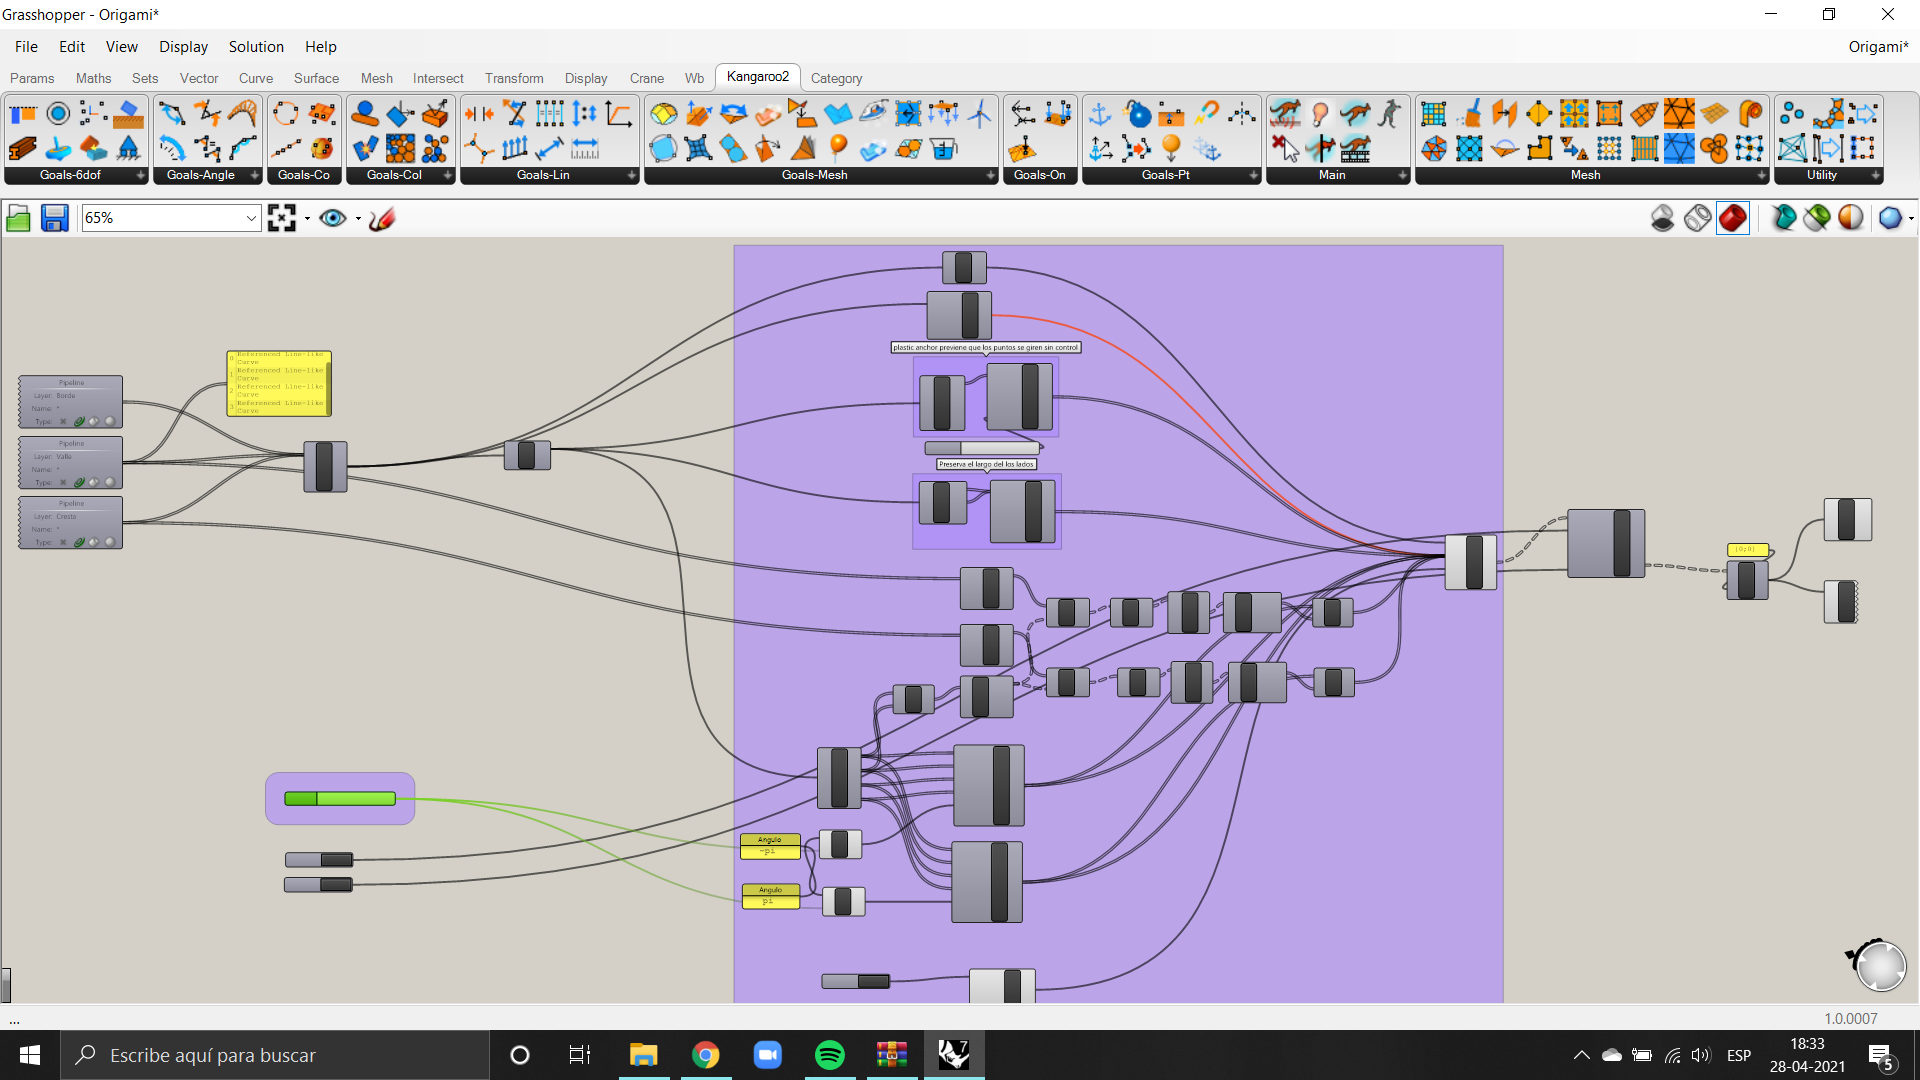 Grasshopper - Origami*
File Edit View Display Solution Help Origami*
Params Maths Sets Vector Curve Surface Mesh Intersect Transform Display Crane Wb Kangaroo2 Category
Goals-6dof Goals-Angle Goals-Co Goals-Col Goals-Lin Goals-Mesh Goals-On Goals-Pt Main Mesh Utility
65%
plastic anchor previene que los puntos se giren sin control
0 Referenced Line-like
Curve
1 Referenced Line-like
Curve
2 Referenced Line-like
Curve
3 Referenced Line-like
Curve
Pipeline
Layer: Borde
Name: *
Type:
Pipeline
Layer: Valle
Name: *
Type:
Pipeline
Layer: Cresta
Name: *
Type:
Preserva el largo del los lados
{0;0}
Angulo
-pi
Angulo
pi
...
1.0.0007
Escribe aquí para buscar
7
ESP
18:33
28-04-2021
5